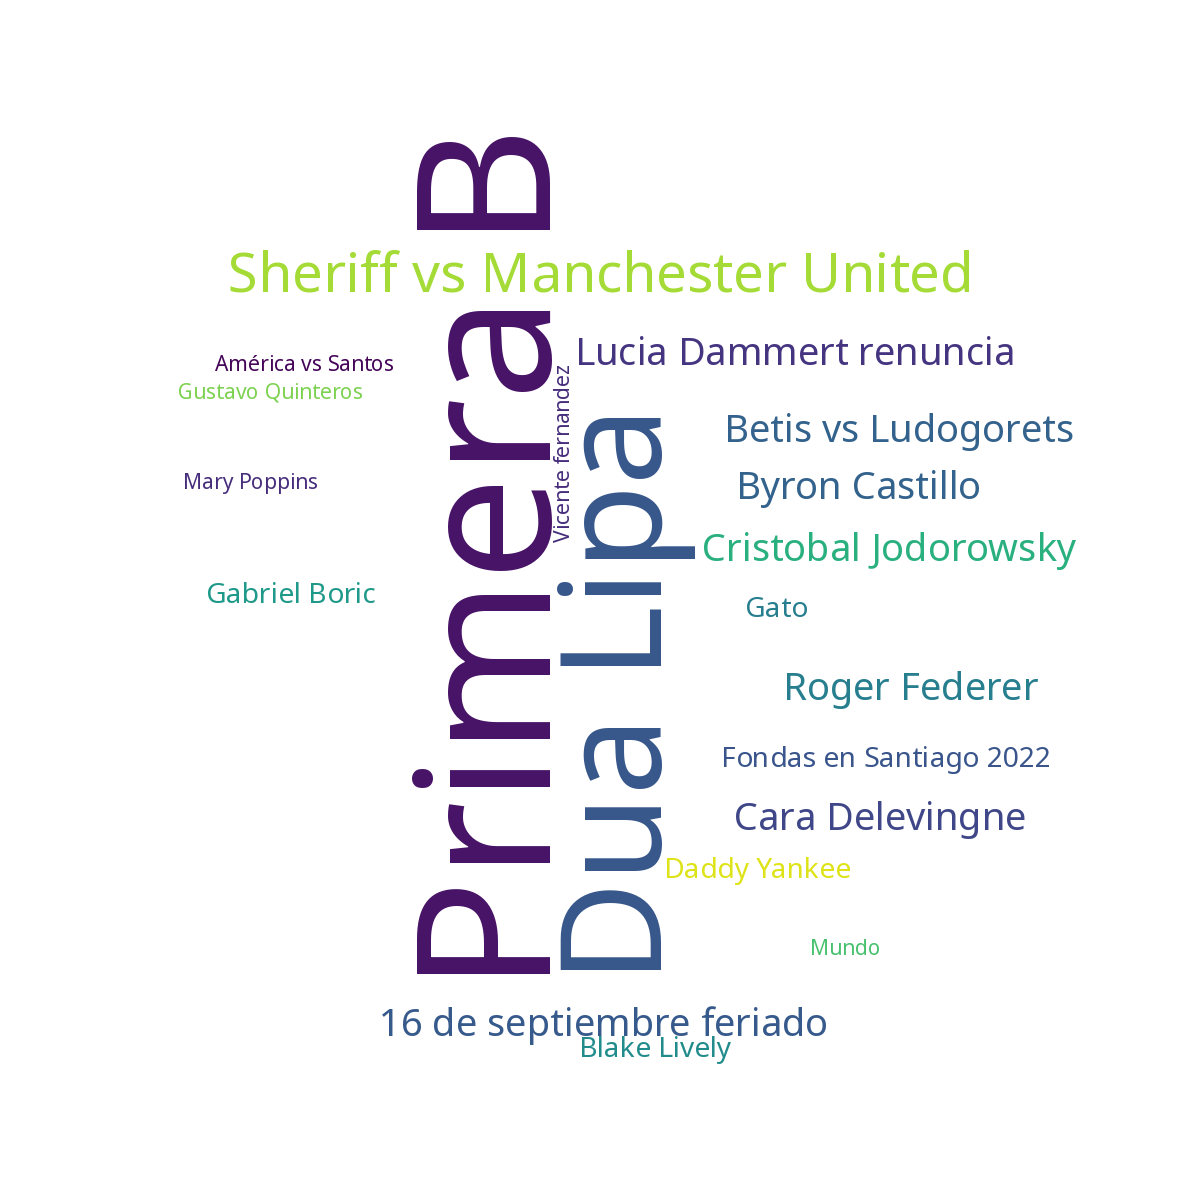 Primera B
Sheriff vs Manchester United
Lucia Dammert renuncia
América vs Santos
Gustavo Quinteros
Vicente fernandez
Dua Lipa
Betis vs Ludogorets
Mary Poppins
Byron Castillo
Cristobal Jodorowsky
Gabriel Boric
Gato
Roger Federer
Fondas en Santiago 2022
Cara Delevingne
Daddy Yankee
Mundo
16 de septiembre feriado
Blake Lively